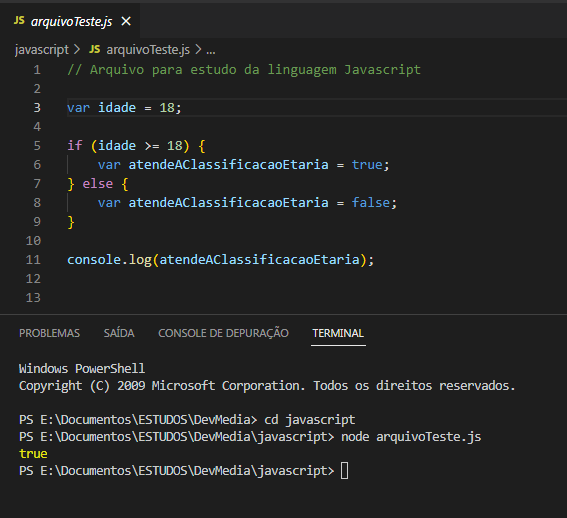 JS arquivoTeste.js ×
javascript > JS arquivoTeste.js > ...
1 // Arquivo para estudo da linguagem Javascript
2
3 var idade = 18;
4
5 if (idade >= 18) {
6     var atendeAClassificacaoEtaria = true;
7 } else {
8     var atendeAClassificacaoEtaria = false;
9 }
10
11 console.log(atendeAClassificacaoEtaria);
12
13
PROBLEMAS SAÍDA CONSOLE DE DEPURAÇÃO TERMINAL
Windows PowerShell
Copyright (C) 2009 Microsoft Corporation. Todos os direitos reservados.
PS E:\Documentos\ESTUDOS\DevMedia> cd javascript
PS E:\Documentos\ESTUDOS\DevMedia\javascript> node arquivoTeste.js
true
PS E:\Documentos\ESTUDOS\DevMedia\javascript>